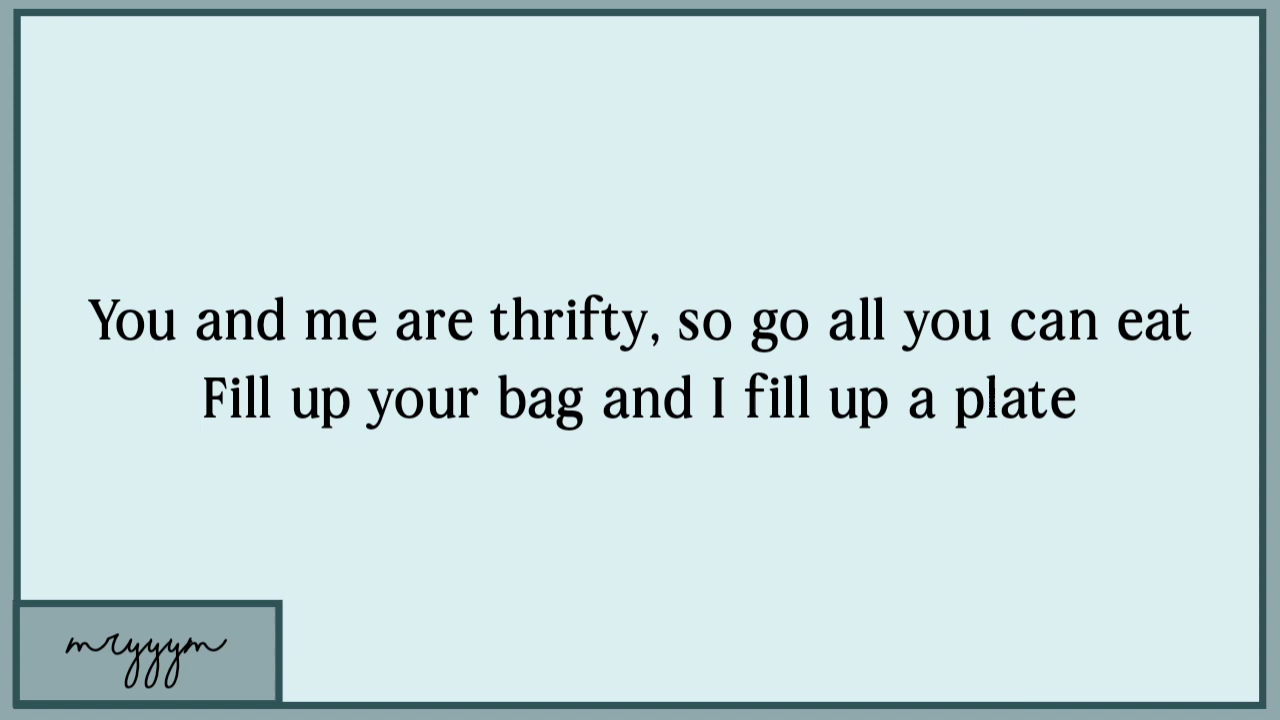 You and me are thrifty, so go all you can eat
Fill up your bag and I fill up a plate
mryyym